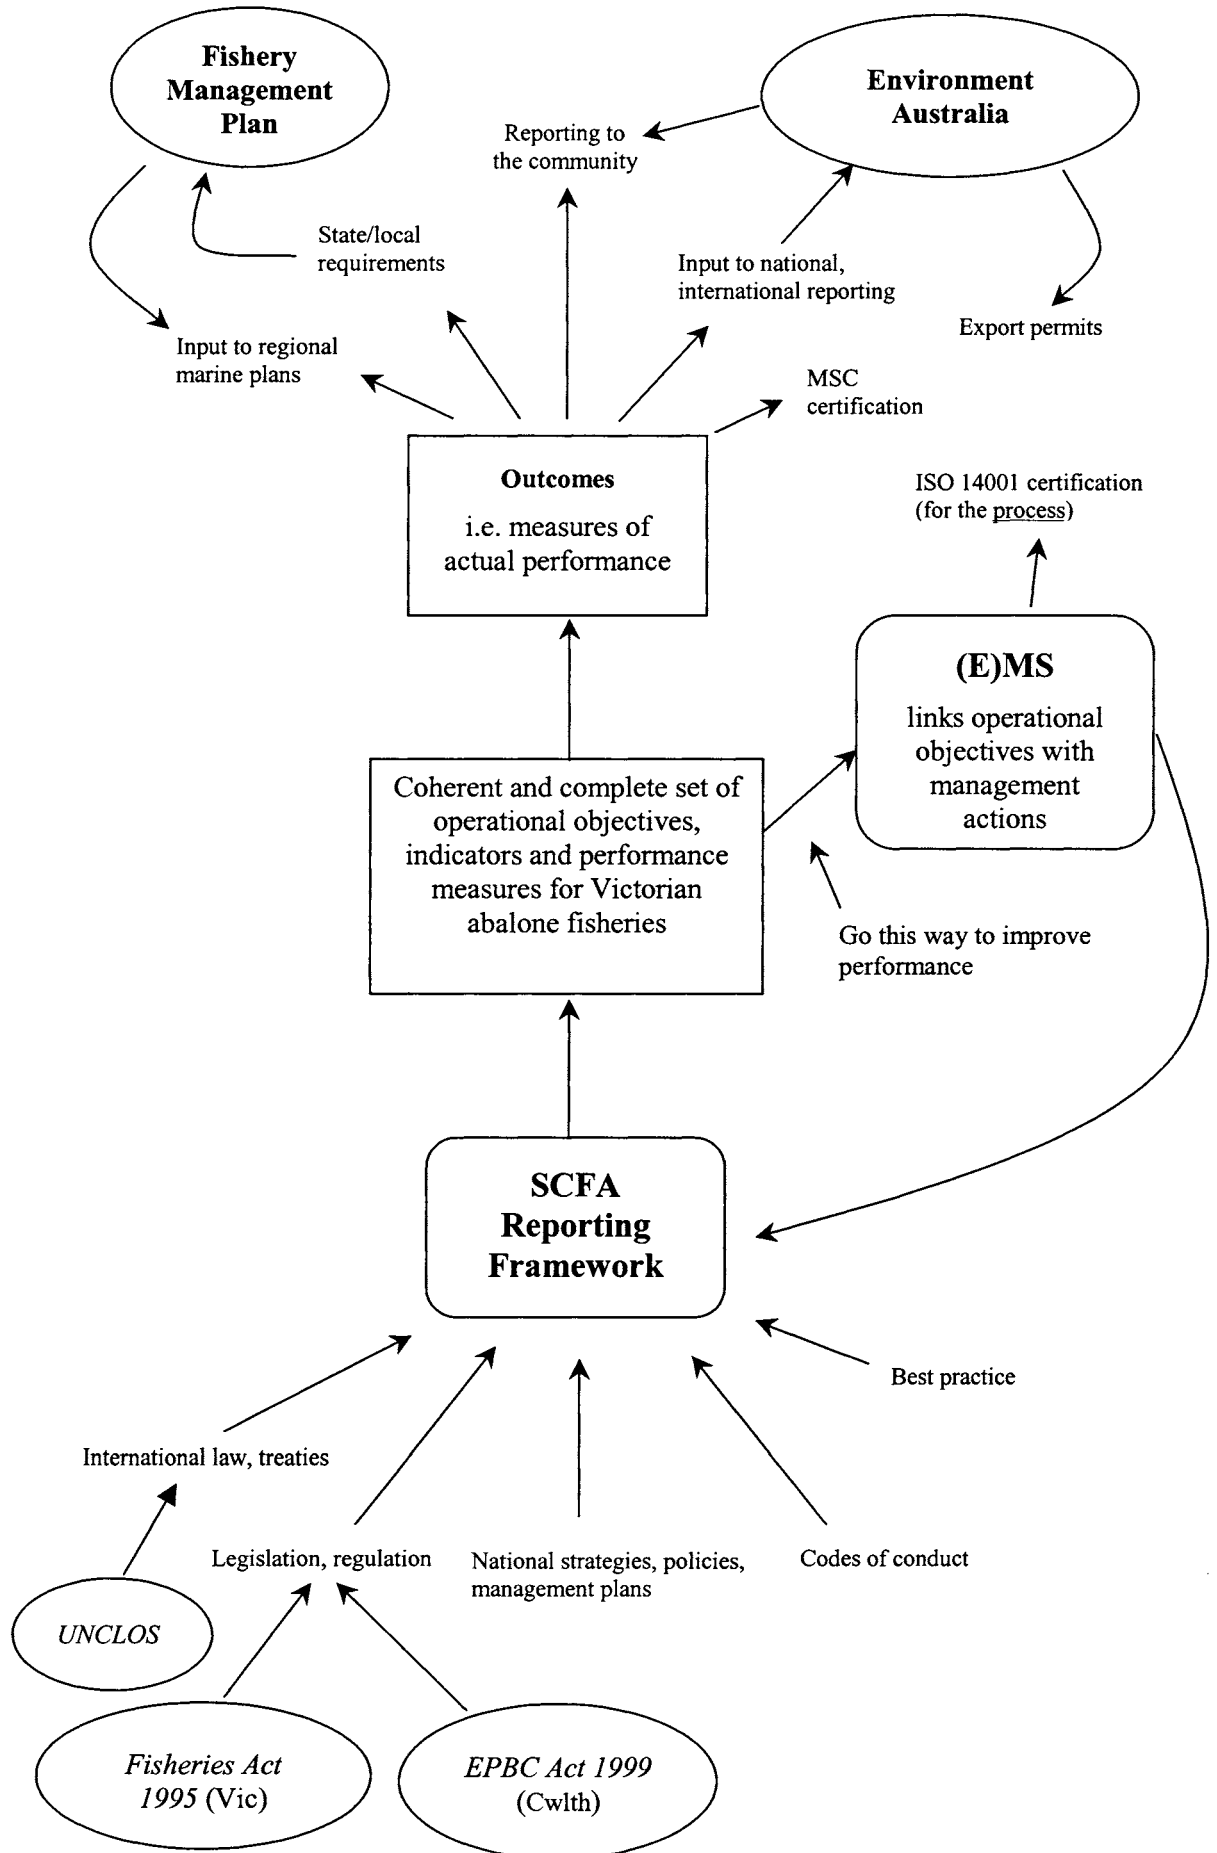 Fishery
Management
Plan
Environment
Australia
Reporting to
the community
State/local
requirements
Input to national,
international reporting
Export permits
Input to regional
marine plans
MSC
certification
Outcomes
i.e. measures of
actual performance
ISO 14001 certification
(for the process)
(E)MS
links operational
objectives with
management
actions
Coherent and complete set of
operational objectives,
indicators and performance
measures for Victorian
abalone fisheries
Go this way to improve
performance
SCFA
Reporting
Framework
Best practice
International law, treaties
Legislation, regulation
National strategies, policies,
management plans
Codes of conduct
UNCLOS
Fisheries Act
1995 (Vic)
EPBC Act 1999
(Cwlth)